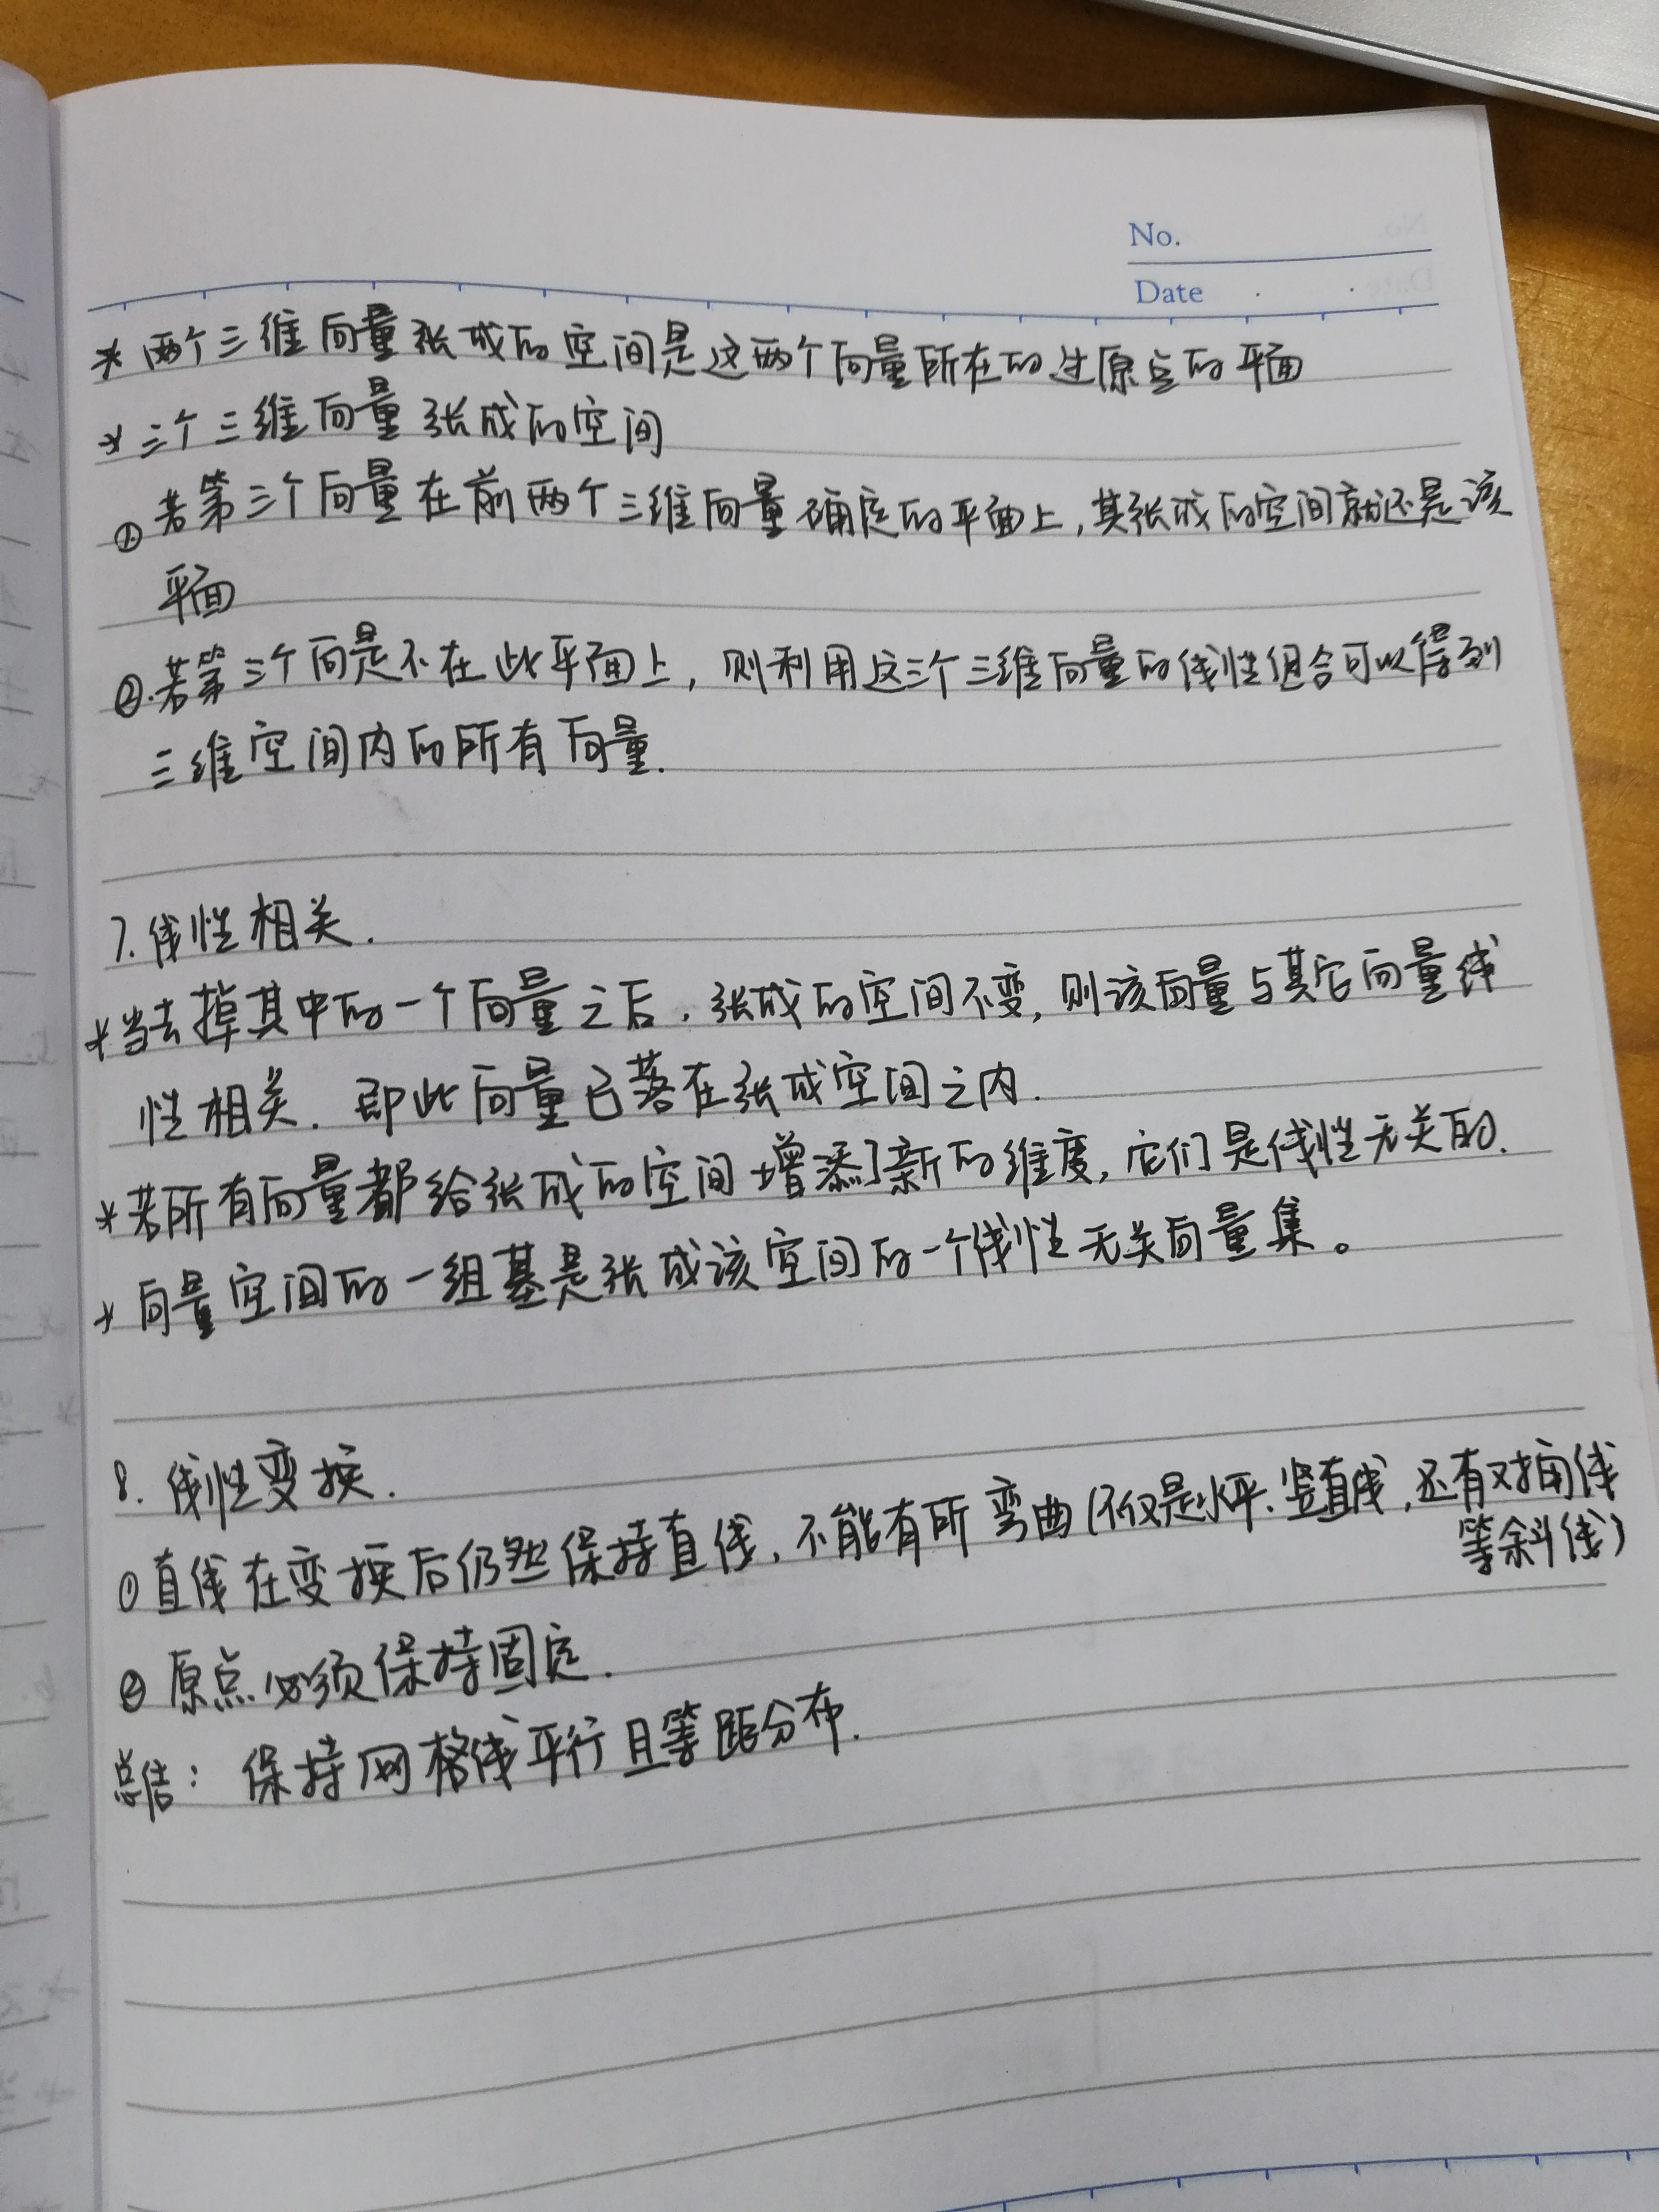 No.
Date
* 两个三维向量张成的空间是这两个向量所在的过原点的平面
* 三个三维向量张成的空间
① 若第三个向量在前两个三维向量确定的平面上,其张成的空间就还是该
平面
②.若第三个向量不在此平面上,则利用这三个三维向量的线性组合可以得到
三维空间内的所有向量.
7.线性相关.
*当去掉其中的一个向量之后,张成的空间不变,则该向量与其它向量线
性相关. 即此向量已落在张成空间之内.
*若所有向量都给张成的空间增添了新的维度,它们是线性无关的.
* 向量空间的一组基是张成该空间的一个线性无关向量集。
8.线性变换.
①直线在变换后仍然保持直线,不能有所弯曲(不仅是水平、竖直线,还有对角线
等斜线)
② 原点必须保持固定.
总结: 保持网格线平行且等距分布.